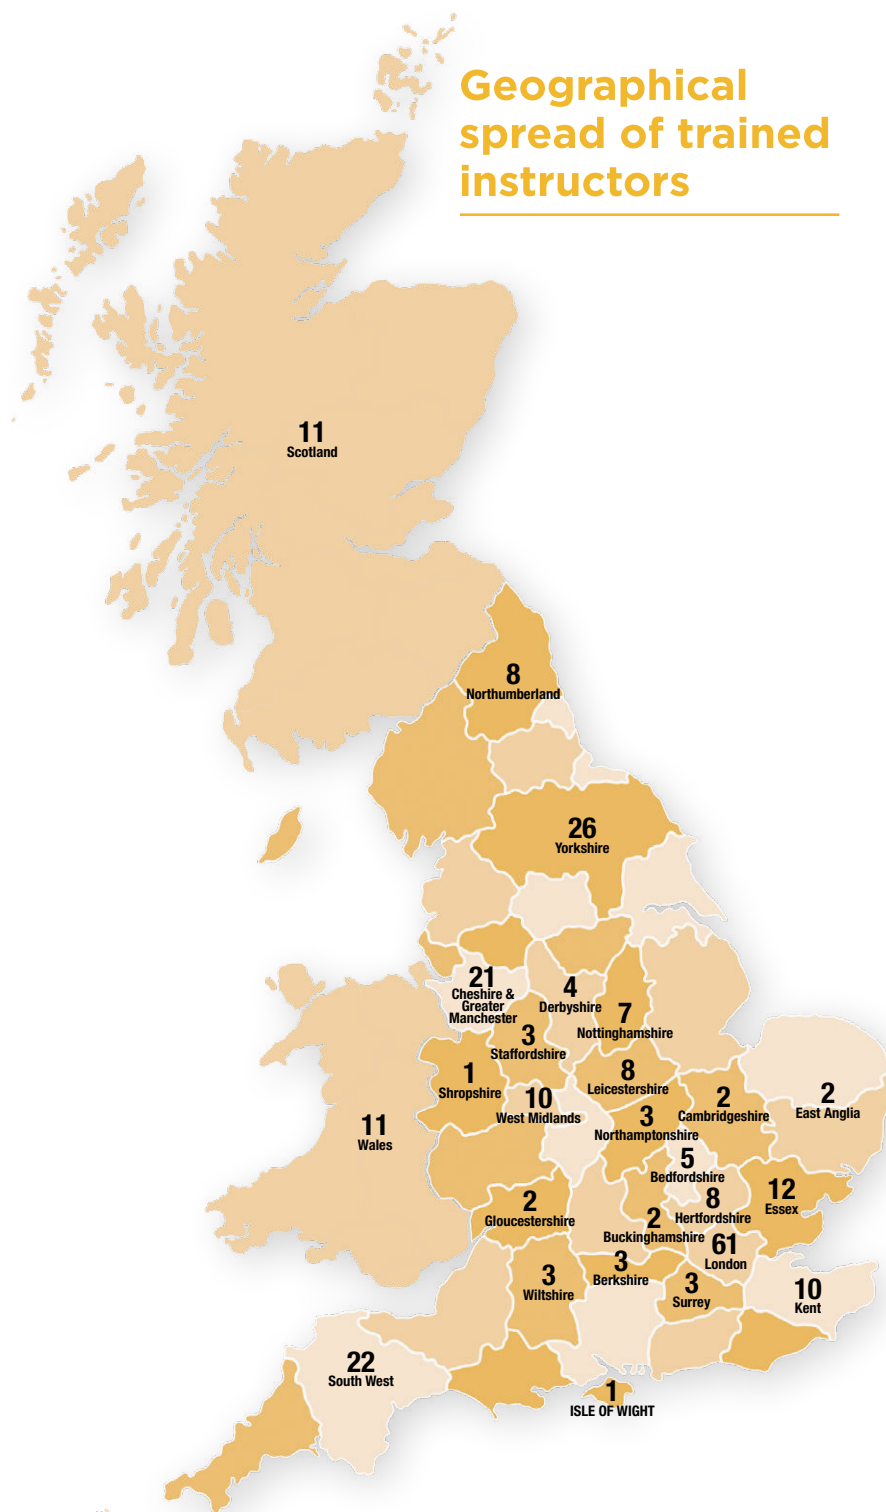 Geographical
spread of trained
instructors
11
Scotland
8
Northumberland
26
Yorkshire
21
Cheshire &
Greater
Manchester
4
Derbyshire
7
Nottinghamshire
3
Staffordshire
1
Shropshire
8
Leicestershire
10
West Midlands
3
Northamptonshire
2
Cambridgeshire
2
East Anglia
11
Wales
5
Bedfordshire
12
Essex
2
Gloucestershire
8
Hertfordshire
2
Buckinghamshire
61
London
3
Wiltshire
3
Berkshire
3
Surrey
10
Kent
22
South West
1
ISLE OF WIGHT